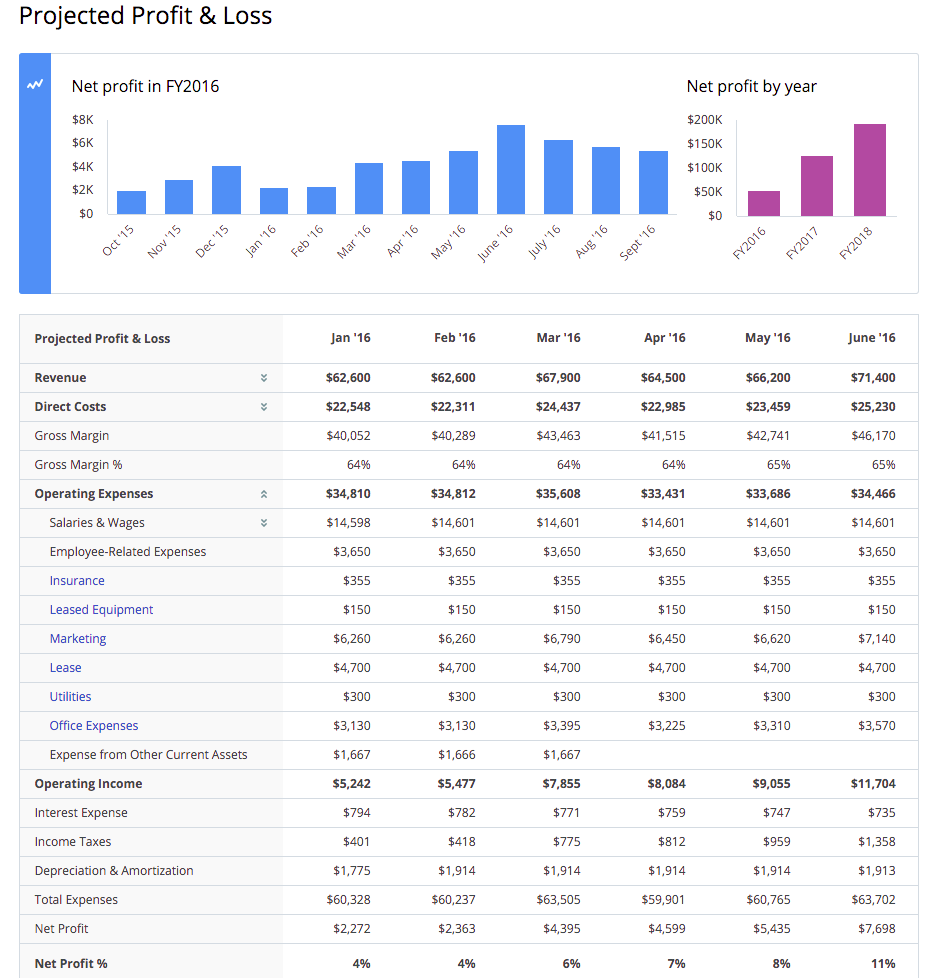 Projected Profit & Loss
Net profit in FY2016
$8K
$6K
$4K
$2K
$0
Oct '15
Nov '15
Dec '15
Jan '16
Feb '16
Mar '16
Apr '16
May '16
June '16
July '16
Aug '16
Sept '16
Net profit by year
$200K
$150K
$100K
$50K
$0
FY2016
FY2017
FY2018
Projected Profit & Loss Jan '16 Feb '16 Mar '16 Apr '16 May '16 June '16
Revenue $62,600 $62,600 $67,900 $64,500 $66,200 $71,400
Direct Costs $22,548 $22,311 $24,437 $22,985 $23,459 $25,230
Gross Margin $40,052 $40,289 $43,463 $41,515 $42,741 $46,170
Gross Margin % 64% 64% 64% 64% 65% 65%
Operating Expenses $34,810 $34,812 $35,608 $33,431 $33,686 $34,466
Salaries & Wages $14,598 $14,601 $14,601 $14,601 $14,601 $14,601
Employee-Related Expenses $3,650 $3,650 $3,650 $3,650 $3,650 $3,650
Insurance $355 $355 $355 $355 $355 $355
Leased Equipment $150 $150 $150 $150 $150 $150
Marketing $6,260 $6,260 $6,790 $6,450 $6,620 $7,140
Lease $4,700 $4,700 $4,700 $4,700 $4,700 $4,700
Utilities $300 $300 $300 $300 $300 $300
Office Expenses $3,130 $3,130 $3,395 $3,225 $3,310 $3,570
Expense from Other Current Assets $1,667 $1,666 $1,667
Operating Income $5,242 $5,477 $7,855 $8,084 $9,055 $11,704
Interest Expense $794 $782 $771 $759 $747 $735
Income Taxes $401 $418 $775 $812 $959 $1,358
Depreciation & Amortization $1,775 $1,914 $1,914 $1,914 $1,914 $1,913
Total Expenses $60,328 $60,237 $63,505 $59,901 $60,765 $63,702
Net Profit $2,272 $2,363 $4,395 $4,599 $5,435 $7,698
Net Profit % 4% 4% 6% 7% 8% 11%